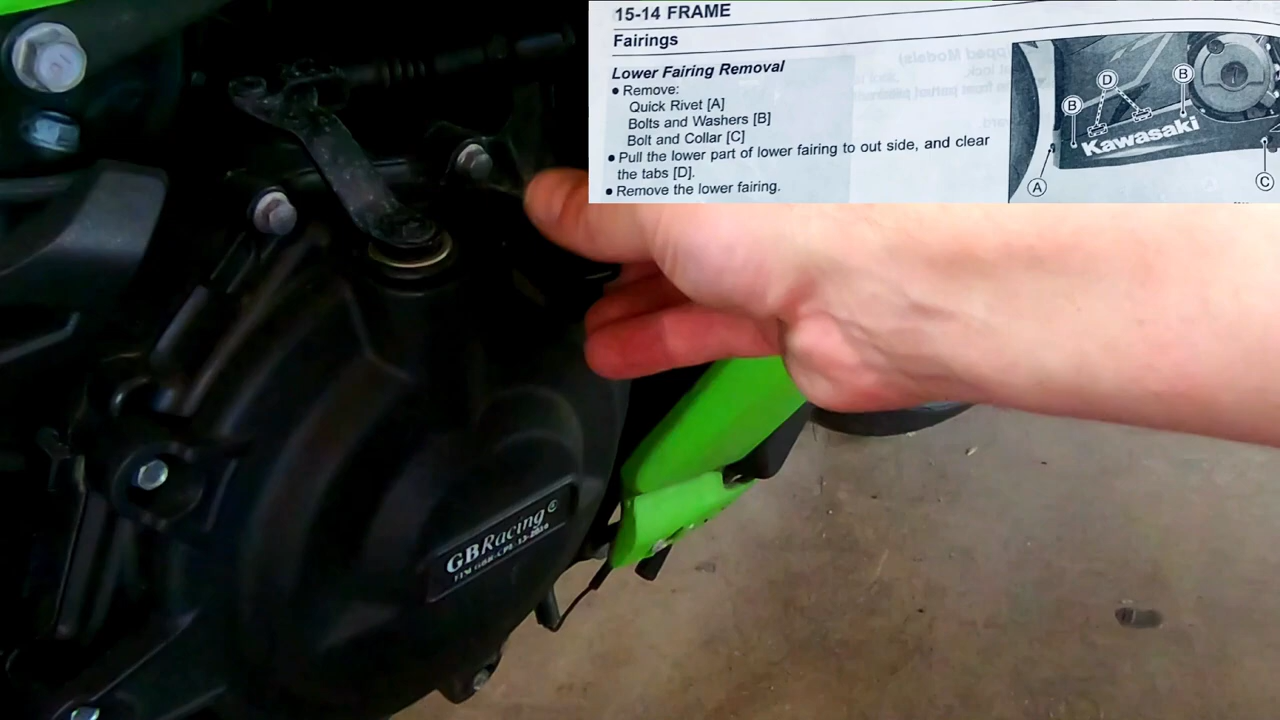 15-14 FRAME
Fairings
Lower Fairing Removal
• Remove:
Quick Rivet [A]
Bolts and Washers [B]
Bolt and Collar [C]
• Pull the lower part of lower fairing to out side, and clear
the tabs [D].
• Remove the lower fairing.
D
B
B
Kawasaki
A
C
GBRacing